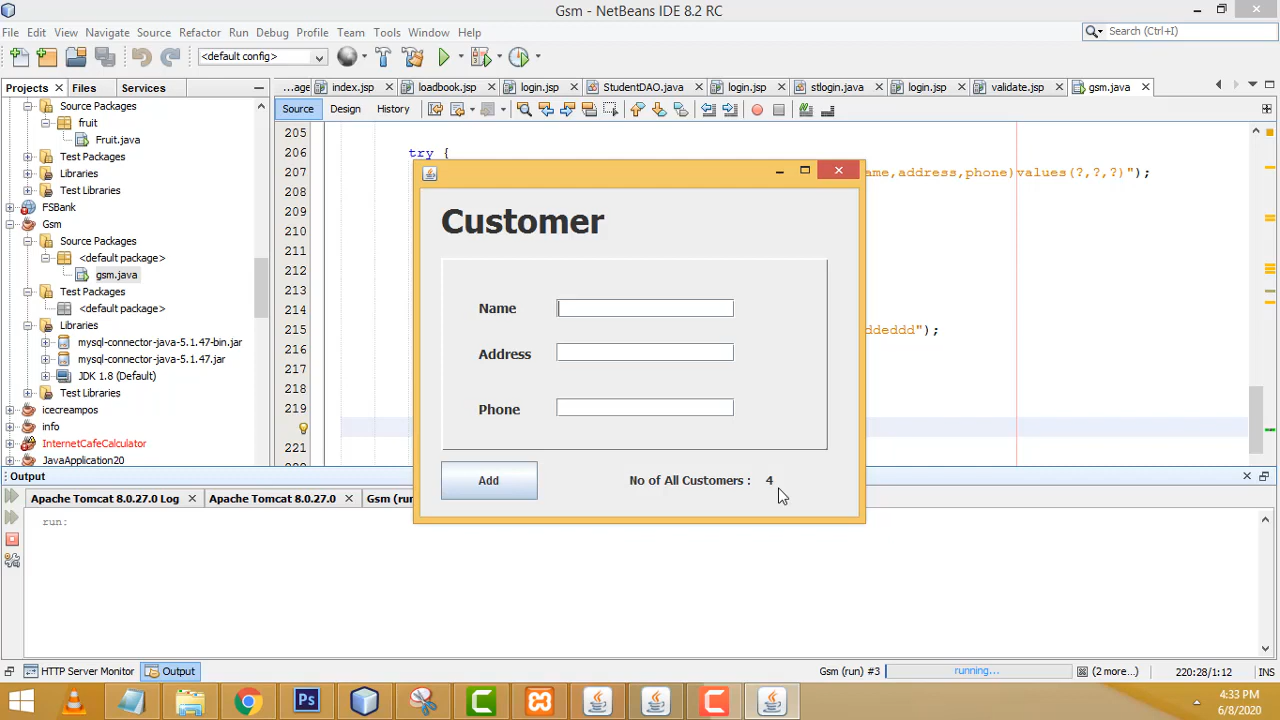 Gsm - NetBeans IDE 8.2 RC
File Edit View Navigate Source Refactor Run Debug Profile Team Tools Window Help
Search (Ctrl+I)
<default config>
Projects Files Services
...age index.jsp loadbook.jsp login.jsp StudentDAO.java login.jsp stlogin.java login.jsp validate.jsp gsm.java
Source Design History
Source Packages
fruit
Fruit.java
Test Packages
Libraries
Test Libraries
FSBank
Gsm
Source Packages
<default package>
gsm.java
Test Packages
<default package>
Libraries
mysql-connector-java-5.1.47-bin.jar
mysql-connector-java-5.1.47.jar
JDK 1.8 (Default)
Test Libraries
icecreampos
info
InternetCafeCalculator
JavaApplication20
205
206 try {
207 ame,address,phone)values(?,?,?)");
208
209
210
211
212
213
214
215 ddeddd");
216
217
218
219
221
Customer
Name
Address
Phone
Add
No of All Customers : 4
Output
Apache Tomcat 8.0.27.0 Log Apache Tomcat 8.0.27.0 Gsm (ru
run:
HTTP Server Monitor Output
Gsm (run) #3 running... (2 more...) 220:28/1:12 INS
Ps
4:33 PM
6/8/2020